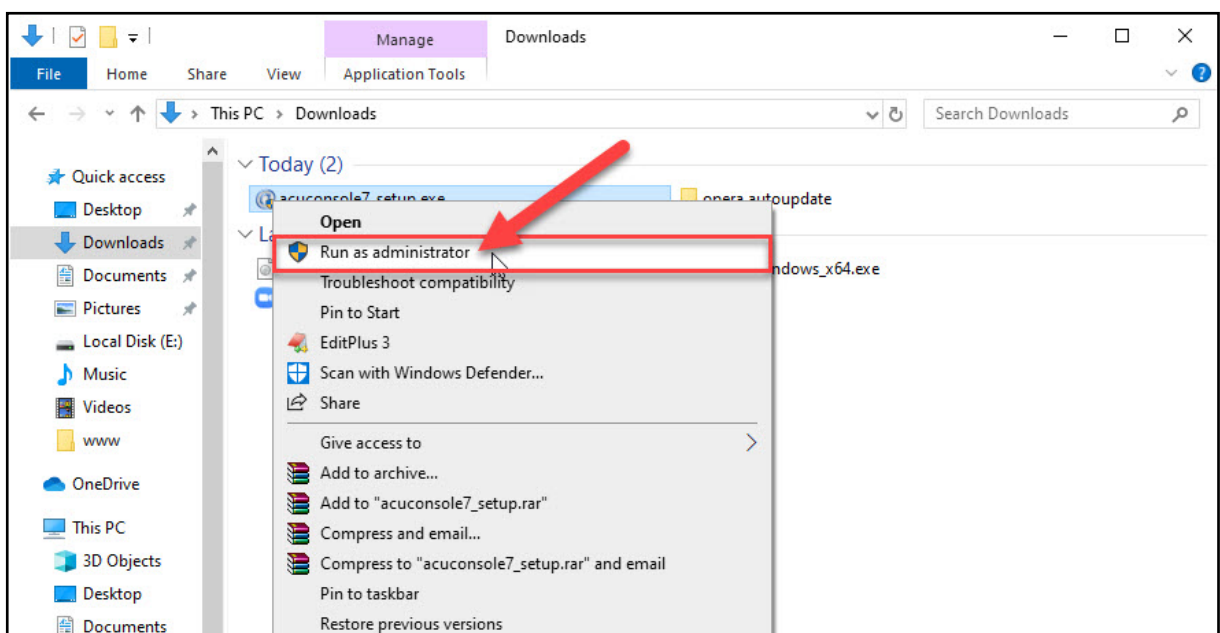 Manage
Downloads
File
Home
Share
View
Application Tools
This PC > Downloads
Search Downloads
Quick access
Desktop
Downloads
Documents
Pictures
Local Disk (E:)
Music
Videos
www
OneDrive
This PC
3D Objects
Desktop
Documents
Today (2)
acuconsole7_setup.exe
opera autoupdate
La
ndows_x64.exe
Open
Run as administrator
Troubleshoot compatibility
Pin to Start
EditPlus 3
Scan with Windows Defender...
Share
Give access to
Add to archive...
Add to "acuconsole7_setup.rar"
Compress and email...
Compress to "acuconsole7_setup.rar" and email
Pin to taskbar
Restore previous versions